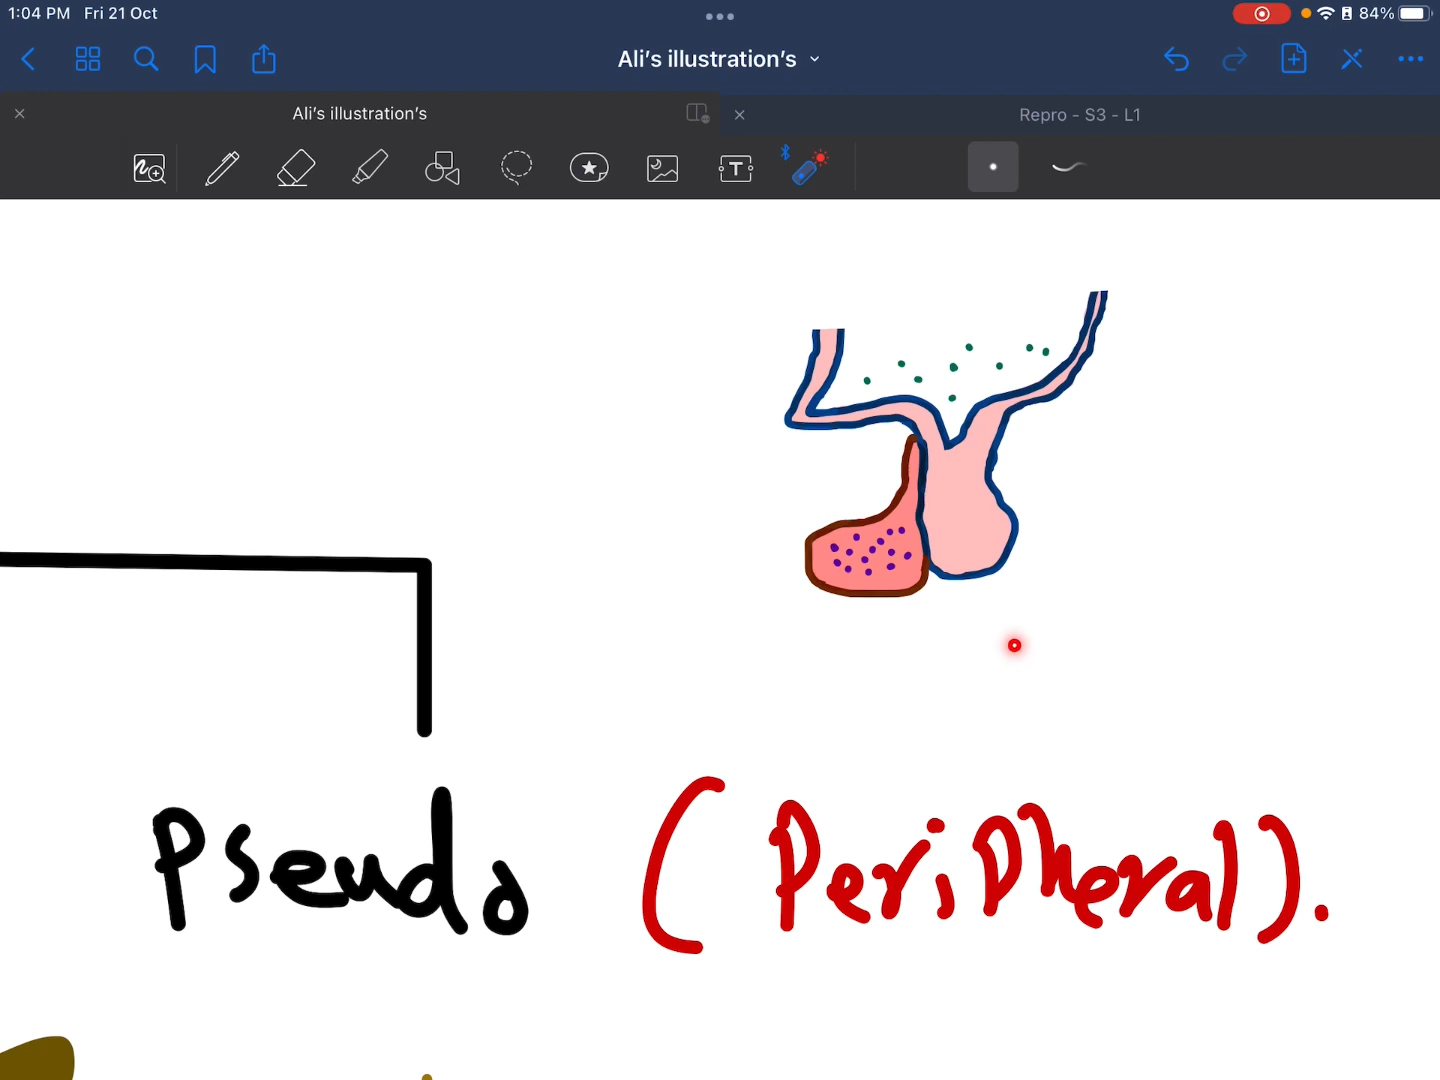 1:04 PM Fri 21 Oct
84%
Ali's illustration's
Ali's illustration's
Repro - S3 - L1
T
Pseudo (Peripheral).